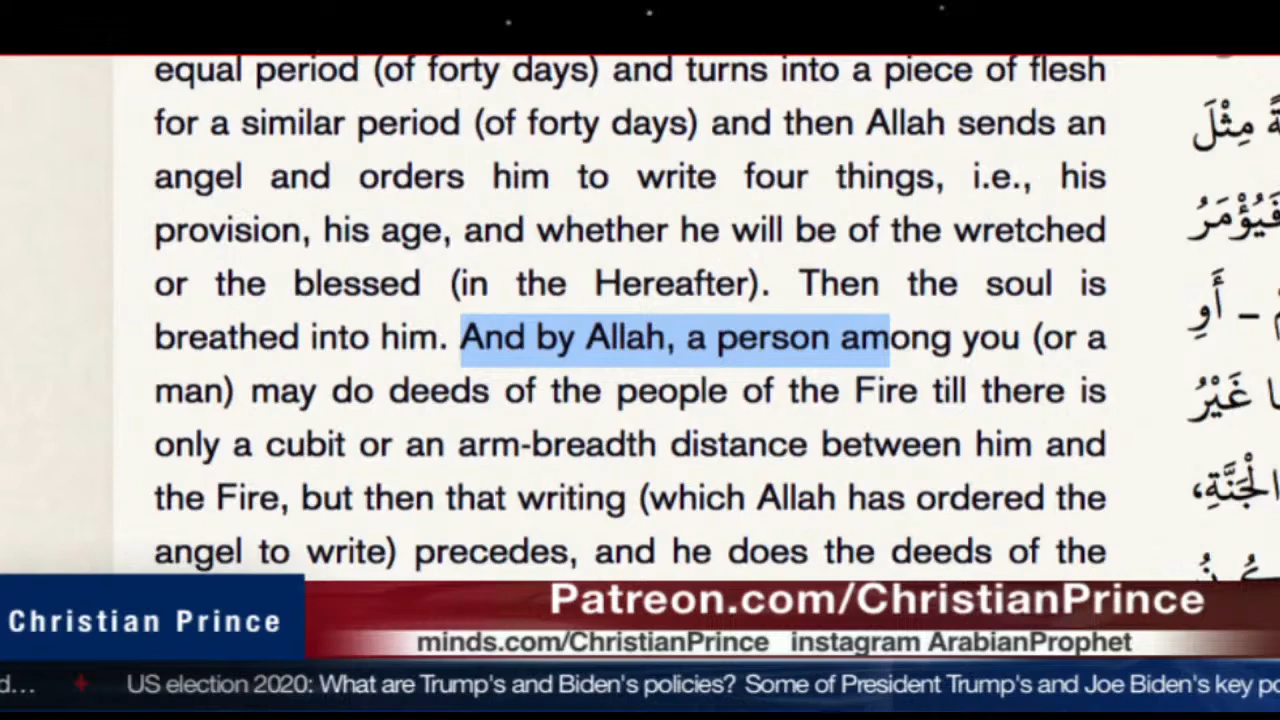 equal period (of forty days) and turns into a piece of flesh
for a similar period (of forty days) and then Allah sends an
angel and orders him to write four things, i.e., his
provision, his age, and whether he will be of the wretched
or the blessed (in the Hereafter). Then the soul is
breathed into him. And by Allah, a person among you (or a
man) may do deeds of the people of the Fire till there is
only a cubit or an arm-breadth distance between him and
the Fire, but then that writing (which Allah has ordered the
angel to write) precedes, and he does the deeds of the
مِثْلَ
فَيُؤْمَرُ
– أَوِ
غَيْرُ
الْجَنَّةِ،
Christian Prince
Patreon.com/ChristianPrince
minds.com/ChristianPrince instagram ArabianProphet
d... US election 2020: What are Trump's and Biden's policies? Some of President Trump's and Joe Biden's key